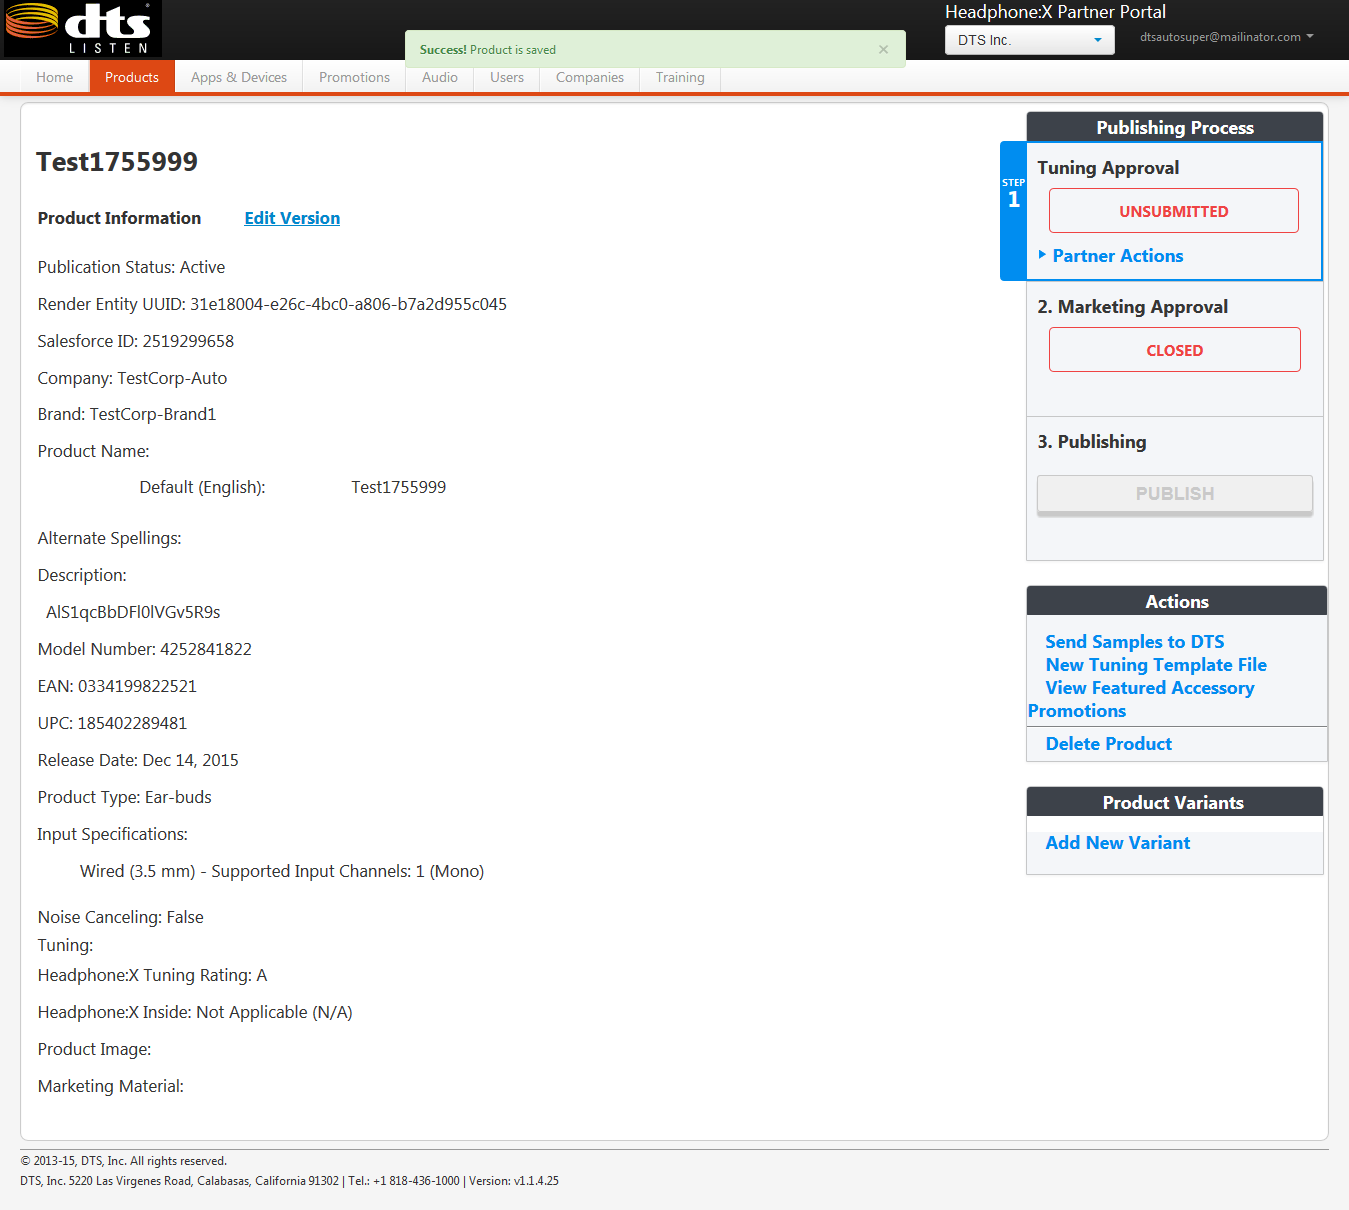 dts
LISTEN
Headphone:X Partner Portal
DTS Inc.
dtsautosuper@mailinator.com
Success! Product is saved ×
Home Products Apps & Devices Promotions Audio Users Companies Training
Test1755999
Product Information Edit Version
Publication Status: Active
Render Entity UUID: 31e18004-e26c-4bc0-a806-b7a2d955c045
Salesforce ID: 2519299658
Company: TestCorp-Auto
Brand: TestCorp-Brand1
Product Name:
Default (English): Test1755999
Alternate Spellings:
Description:
AlS1qcBbDFl0lVGv5R9s
Model Number: 4252841822
EAN: 0334199822521
UPC: 185402289481
Release Date: Dec 14, 2015
Product Type: Ear-buds
Input Specifications:
Wired (3.5 mm) - Supported Input Channels: 1 (Mono)
Noise Canceling: False
Tuning:
Headphone:X Tuning Rating: A
Headphone:X Inside: Not Applicable (N/A)
Product Image:
Marketing Material:
Publishing Process
STEP
1
Tuning Approval
UNSUBMITTED
Partner Actions
2. Marketing Approval
CLOSED
3. Publishing
PUBLISH
Actions
Send Samples to DTS
New Tuning Template File
View Featured Accessory
Promotions
Delete Product
Product Variants
Add New Variant
© 2013-15, DTS, Inc. All rights reserved.
DTS, Inc. 5220 Las Virgenes Road, Calabasas, California 91302 | Tel.: +1 818-436-1000 | Version: v1.1.4.25